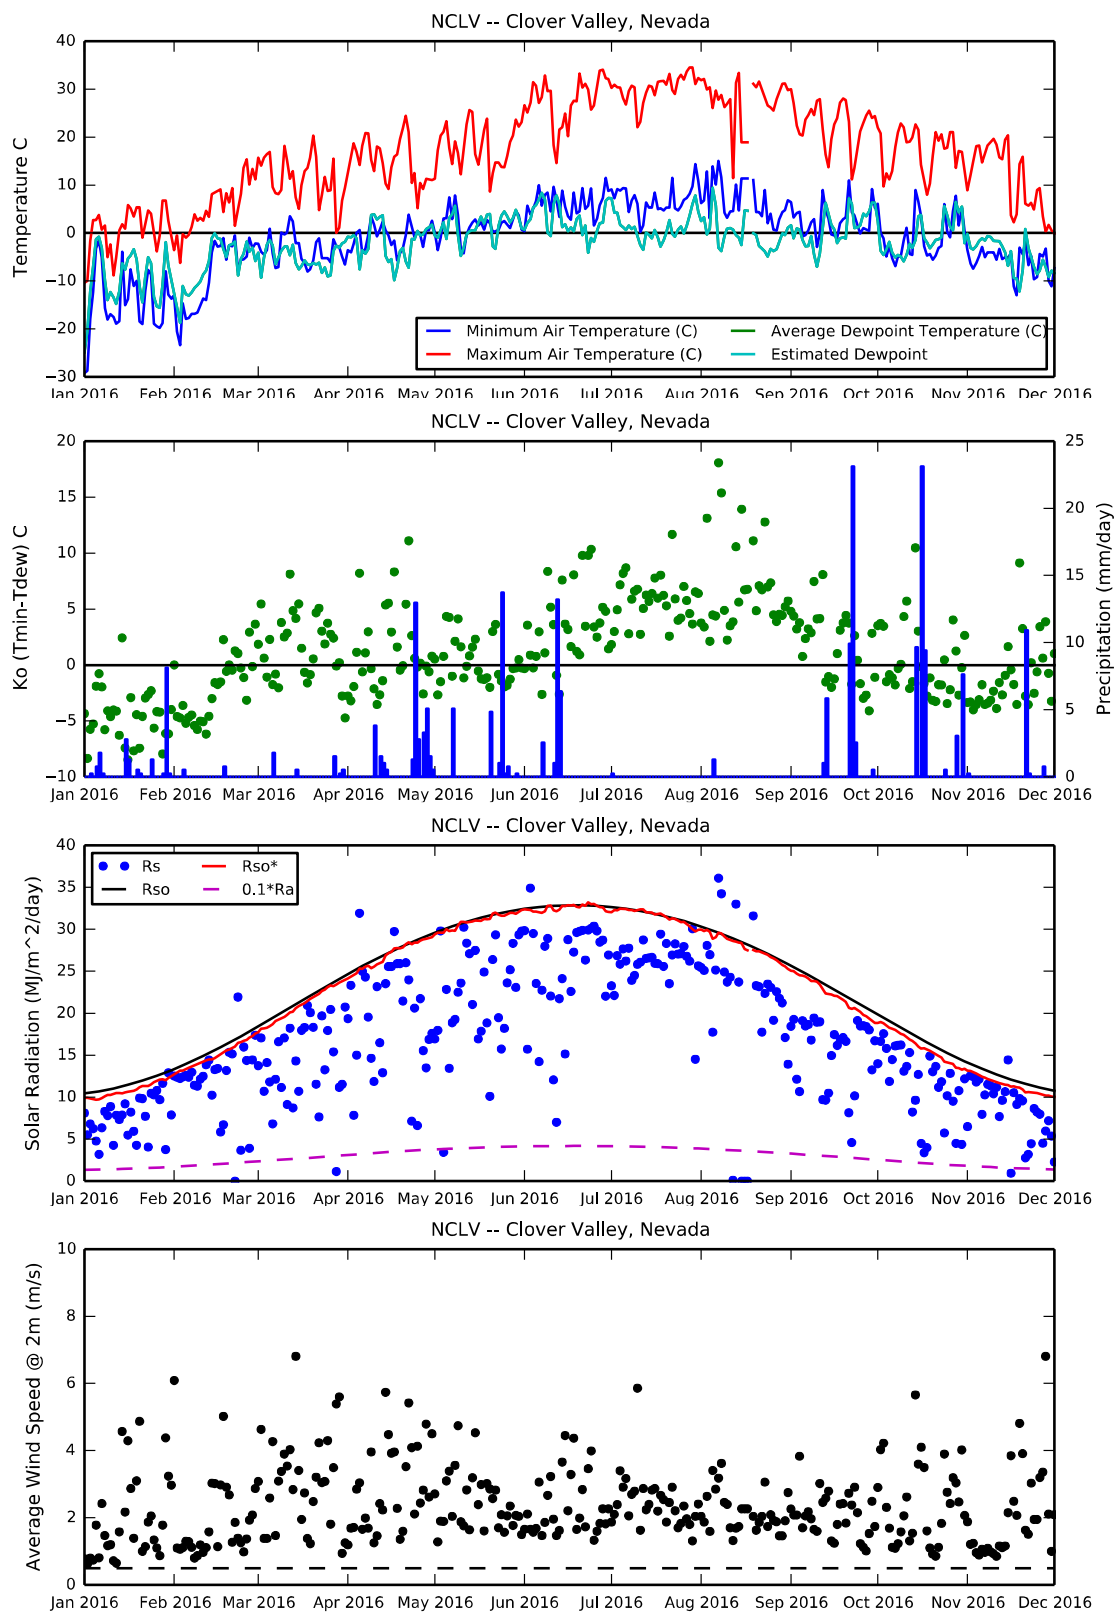 NCLV -- Clover Valley, Nevada
40
30
20
10
0
−10
−20
−30
Temperature C
Minimum Air Temperature (C)
Maximum Air Temperature (C)
Average Dewpoint Temperature (C)
Estimated Dewpoint
Jan 2016 Feb 2016 Mar 2016 Apr 2016 May 2016 Jun 2016 Jul 2016 Aug 2016 Sep 2016 Oct 2016 Nov 2016 Dec 2016
NCLV -- Clover Valley, Nevada
20
15
10
5
0
−5
−10
Ko (Tmin-Tdew) C
25
20
15
10
5
0
Precipitation (mm/day)
Jan 2016 Feb 2016 Mar 2016 Apr 2016 May 2016 Jun 2016 Jul 2016 Aug 2016 Sep 2016 Oct 2016 Nov 2016 Dec 2016
NCLV -- Clover Valley, Nevada
40
35
30
25
20
15
10
5
0
Solar Radiation (MJ/m^2/day)
Rs
Rso
Rso*
0.1*Ra
Jan 2016 Feb 2016 Mar 2016 Apr 2016 May 2016 Jun 2016 Jul 2016 Aug 2016 Sep 2016 Oct 2016 Nov 2016 Dec 2016
NCLV -- Clover Valley, Nevada
10
8
6
4
2
0
Average Wind Speed @ 2m (m/s)
Jan 2016 Feb 2016 Mar 2016 Apr 2016 May 2016 Jun 2016 Jul 2016 Aug 2016 Sep 2016 Oct 2016 Nov 2016 Dec 2016